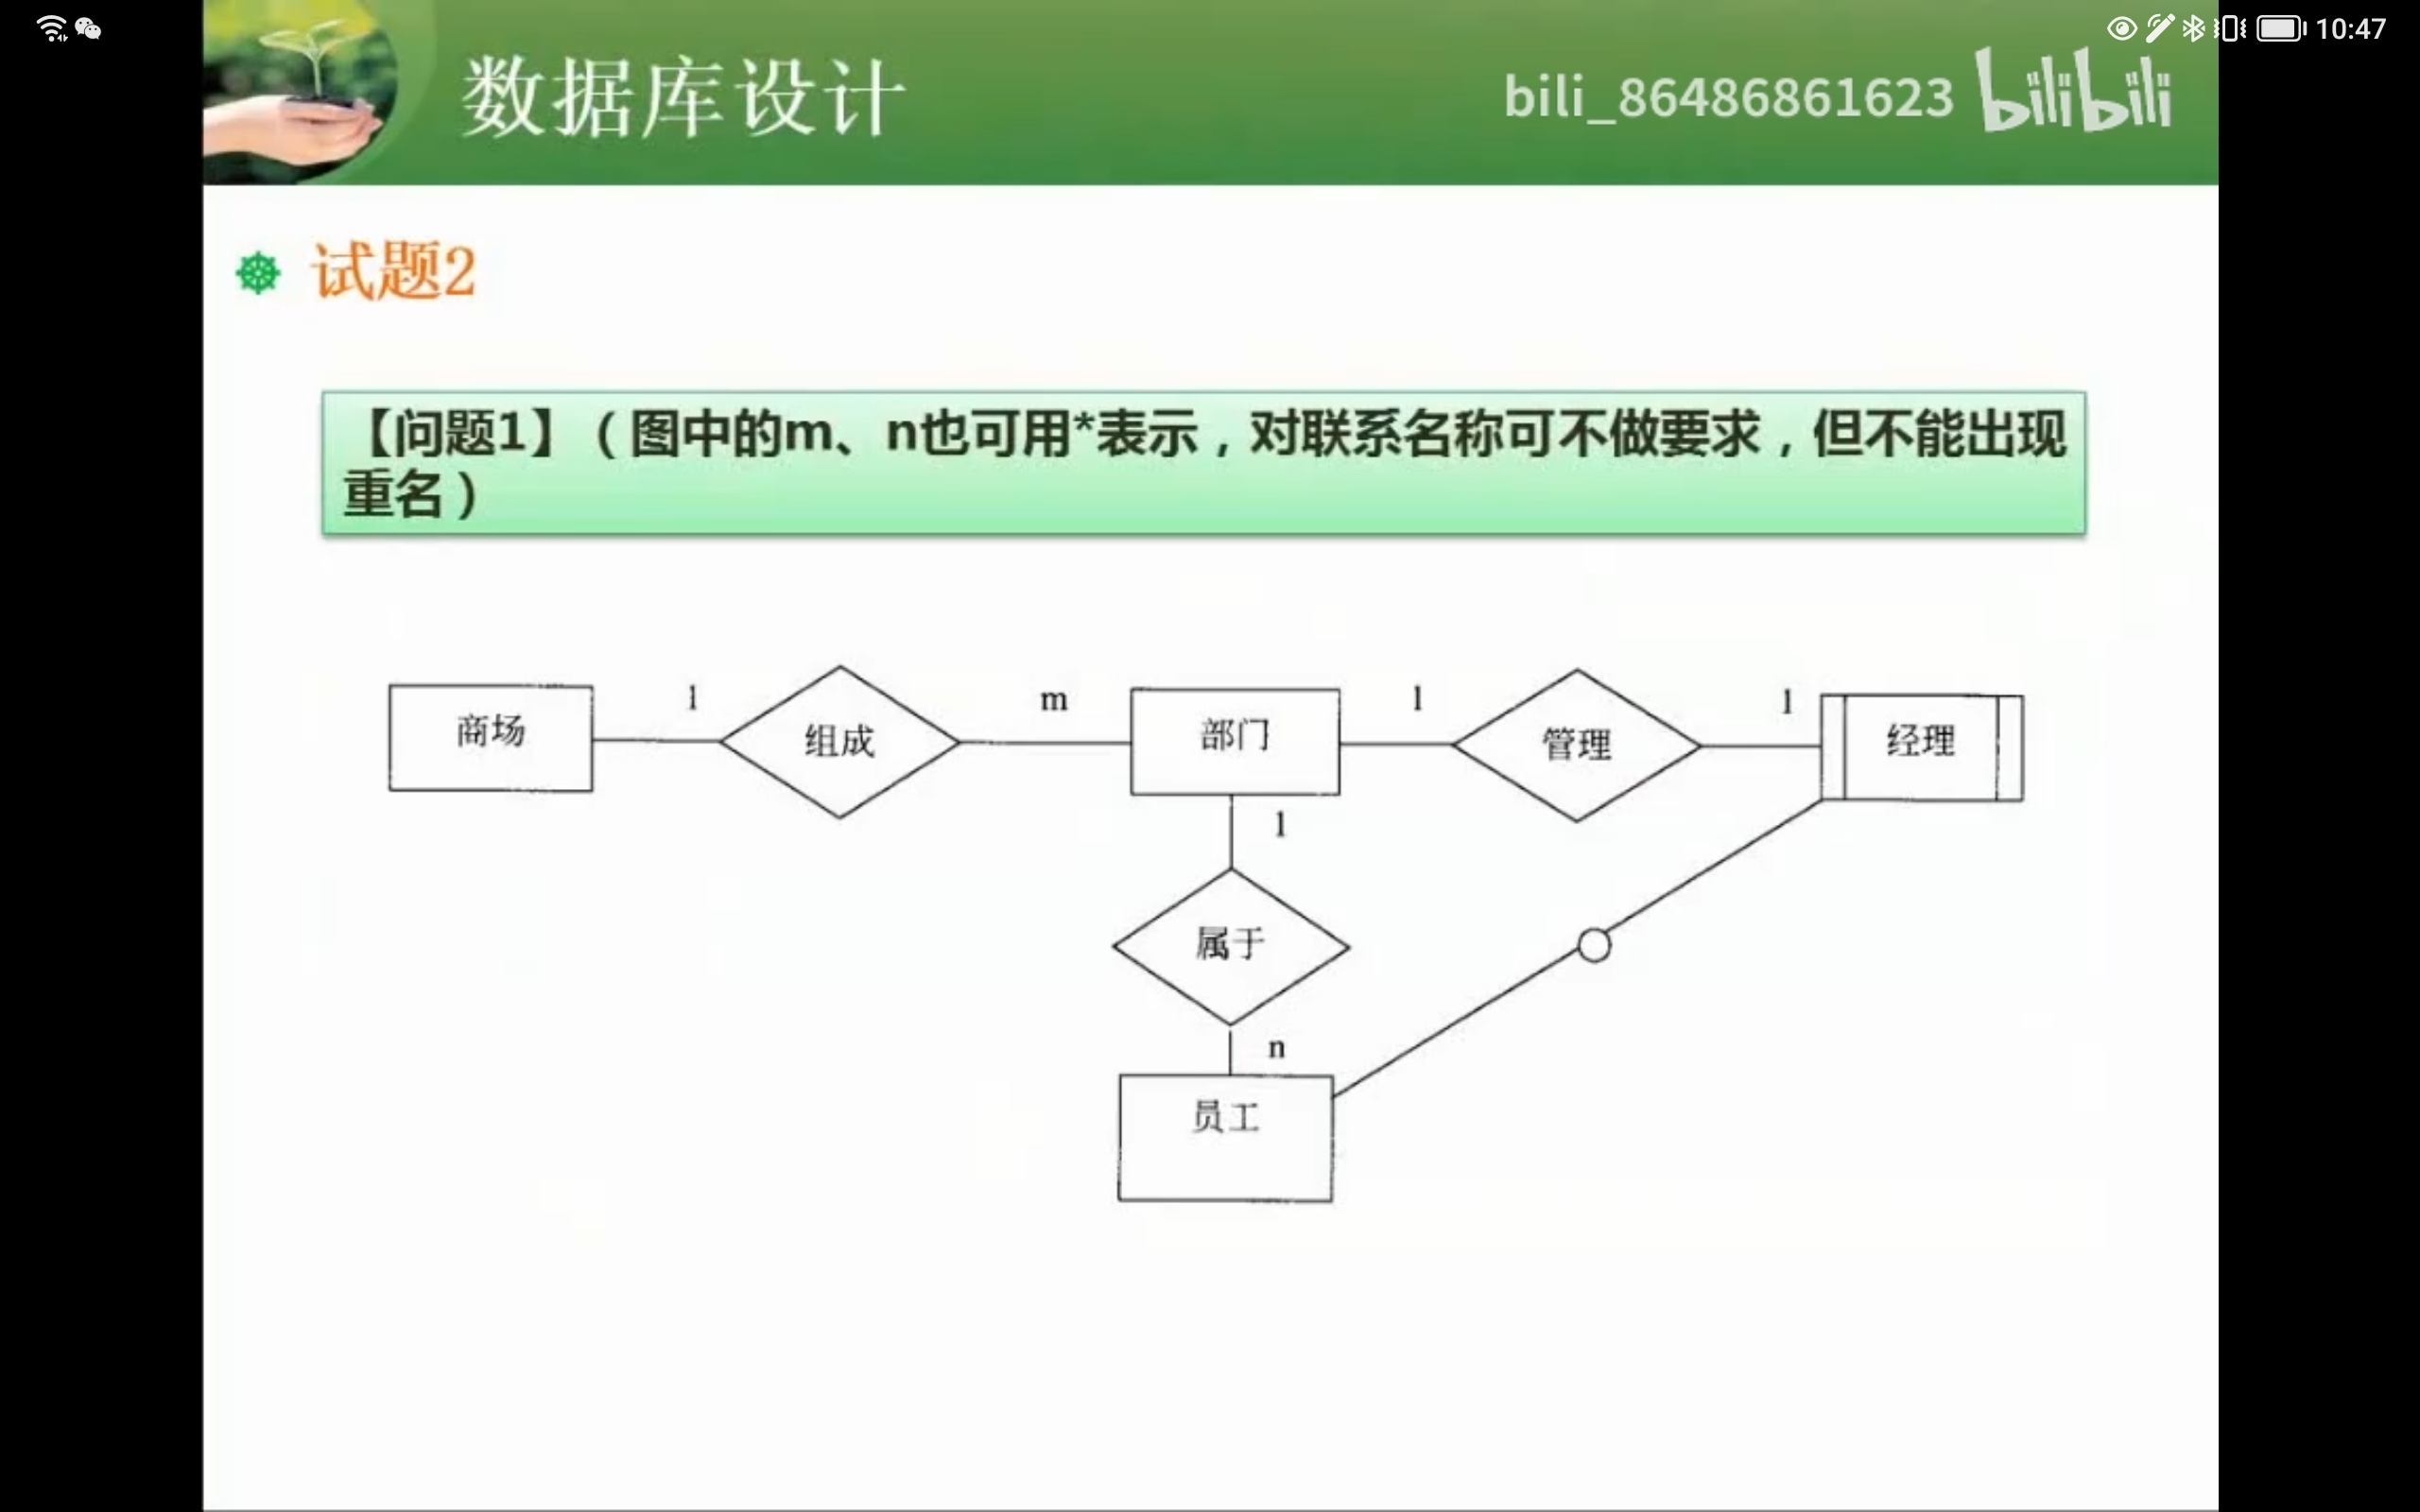 10:47
数据库设计
bili_86486861623 bilibili
试题2
【问题1】（图中的m、n也可用*表示，对联系名称可不做要求，但不能出现
重名）
商场 1 组成 m 部门 1 管理 1 经理
1
属于
n
员工